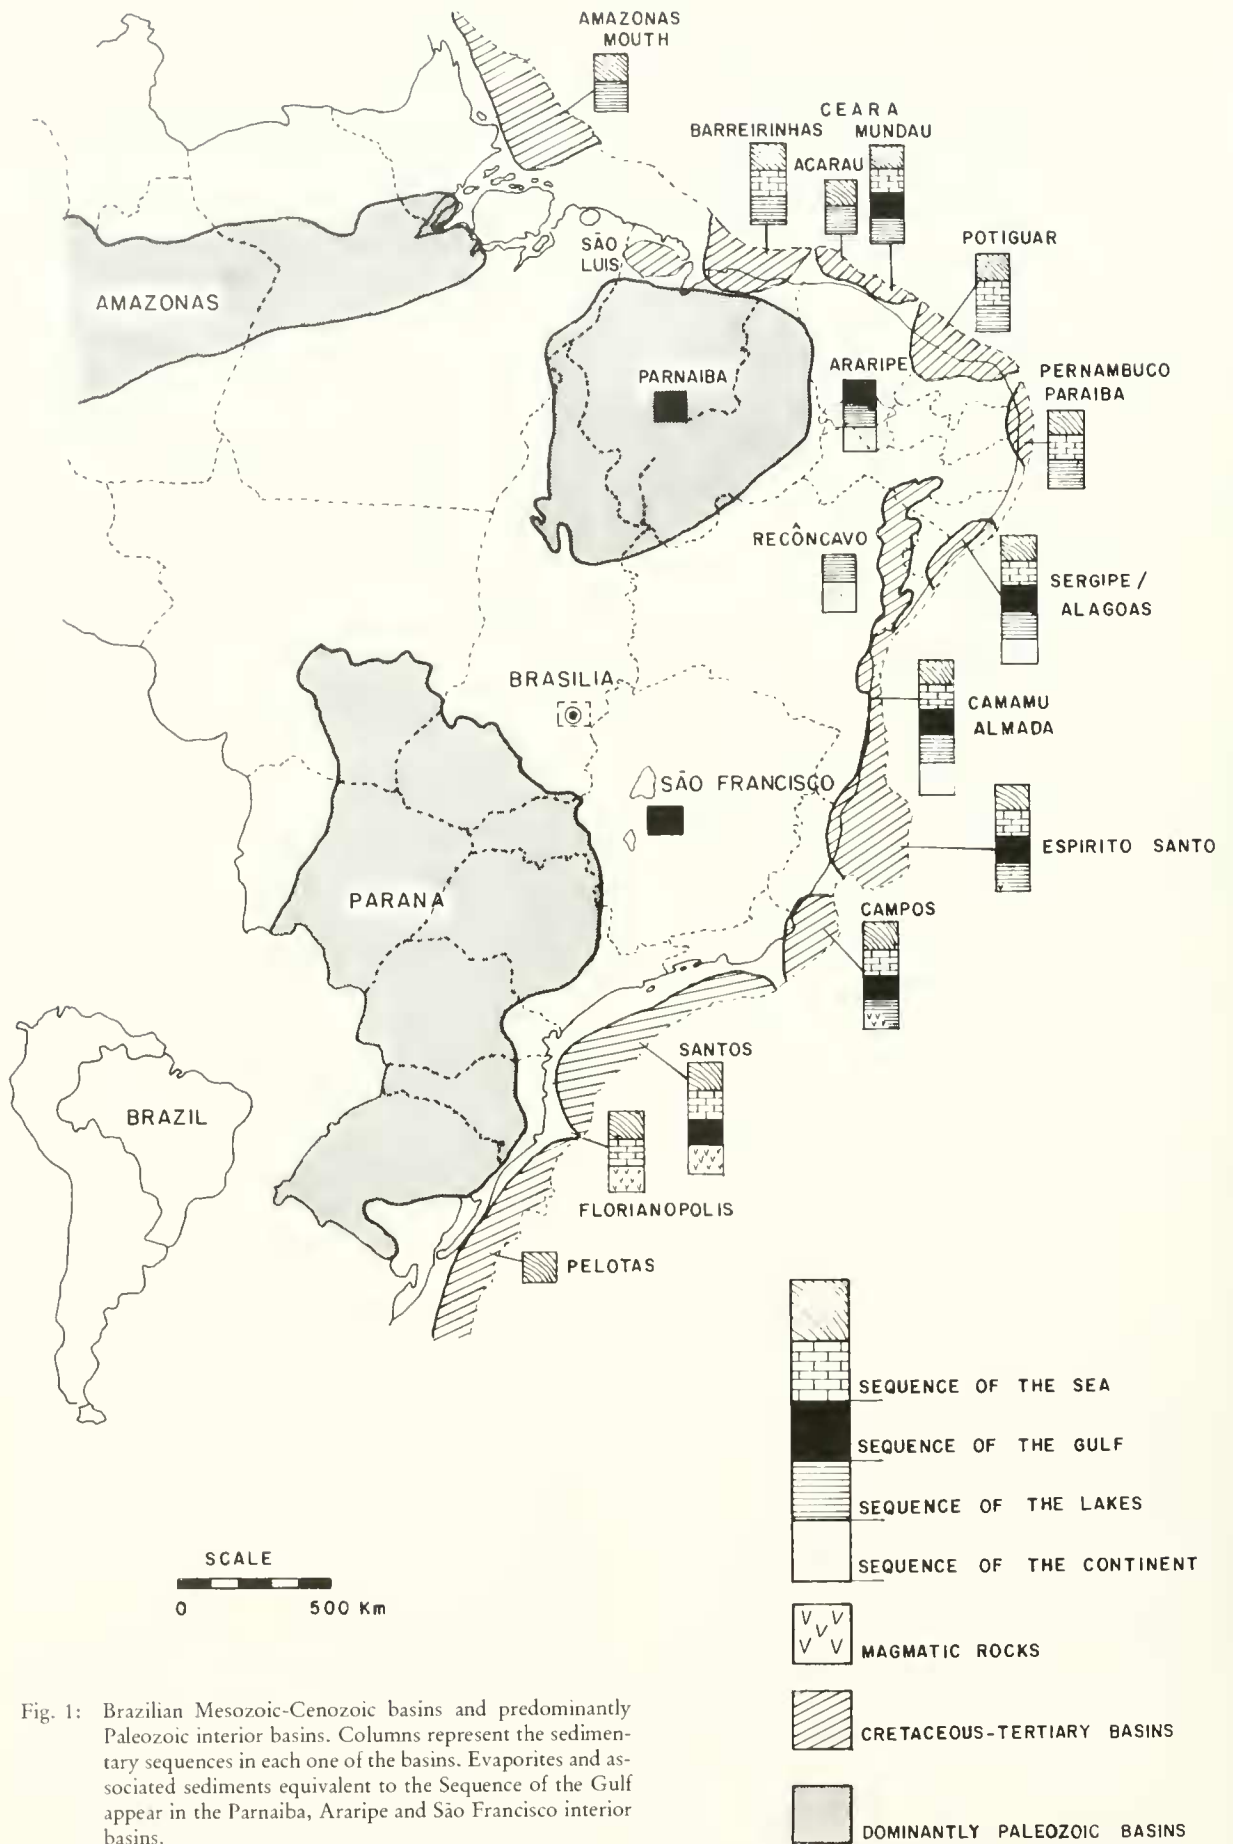 AMAZONAS
MOUTH
CEARA
BARREIRINHAS
MUNDAU
ACARAU
POTIGUAR
SÃO
LUIS
AMAZONAS
PARNAIBA
ARARIPE
PERNAMBUCO
PARAIBA
RECÔNCAVO
SERGIPE/
ALAGOAS
BRASILIA
CAMAMU
ALMADA
SÃO FRANCISCO
ESPIRITO SANTO
PARANA
CAMPOS
SANTOS
BRAZIL
FLORIANOPOLIS
PELOTAS
SEQUENCE OF THE SEA
SEQUENCE OF THE GULF
SEQUENCE OF THE LAKES
SEQUENCE OF THE CONTINENT
MAGMATIC ROCKS
CRETACEOUS-TERTIARY BASINS
DOMINANTLY PALEOZOIC BASINS
SCALE
0 500 Km
Fig. 1: Brazilian Mesozoic-Cenozoic basins and predominantly
Paleozoic interior basins. Columns represent the sedimen-
tary sequences in each one of the basins. Evaporites and as-
sociated sediments equivalent to the Sequence of the Gulf
appear in the Parnaiba, Araripe and São Francisco interior
basins.